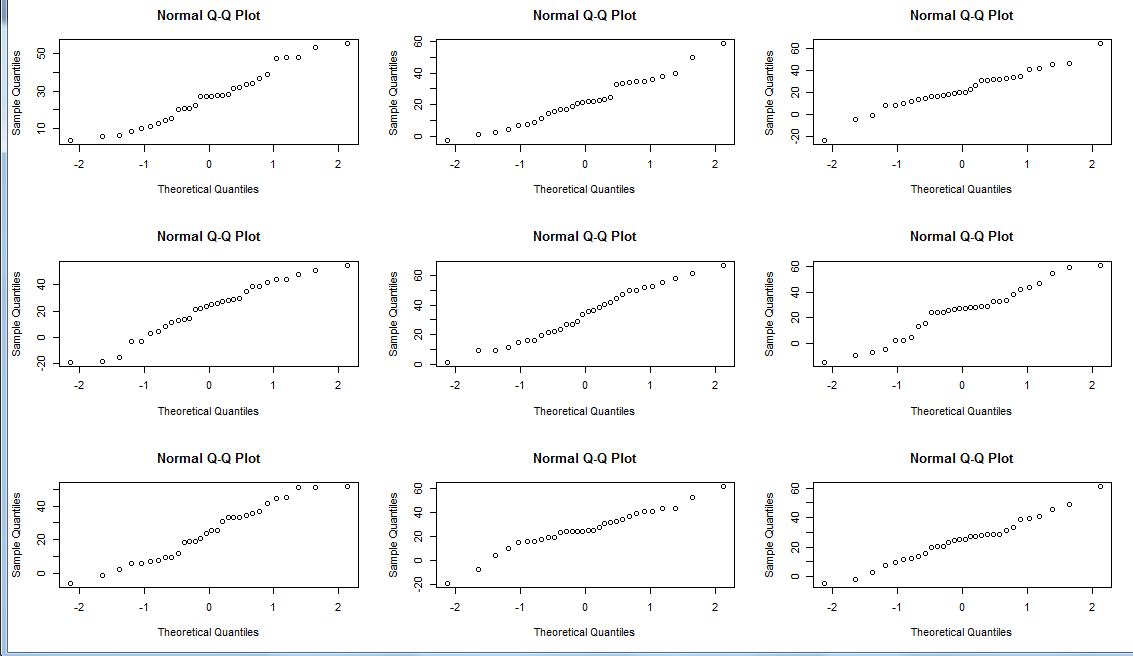 Normal Q-Q Plot
Sample Quantiles
10 30 50
-2 -1 0 1 2
Theoretical Quantiles
Normal Q-Q Plot
Sample Quantiles
0 20 40 60
-2 -1 0 1 2
Theoretical Quantiles
Normal Q-Q Plot
Sample Quantiles
-20 0 20 40 60
-2 -1 0 1 2
Theoretical Quantiles
Normal Q-Q Plot
Sample Quantiles
-20 0 20 40
-2 -1 0 1 2
Theoretical Quantiles
Normal Q-Q Plot
Sample Quantiles
0 20 40 60
-2 -1 0 1 2
Theoretical Quantiles
Normal Q-Q Plot
Sample Quantiles
0 20 40 60
-2 -1 0 1 2
Theoretical Quantiles
Normal Q-Q Plot
Sample Quantiles
0 20 40
-2 -1 0 1 2
Theoretical Quantiles
Normal Q-Q Plot
Sample Quantiles
-20 0 20 40 60
-2 -1 0 1 2
Theoretical Quantiles
Normal Q-Q Plot
Sample Quantiles
0 20 40 60
-2 -1 0 1 2
Theoretical Quantiles